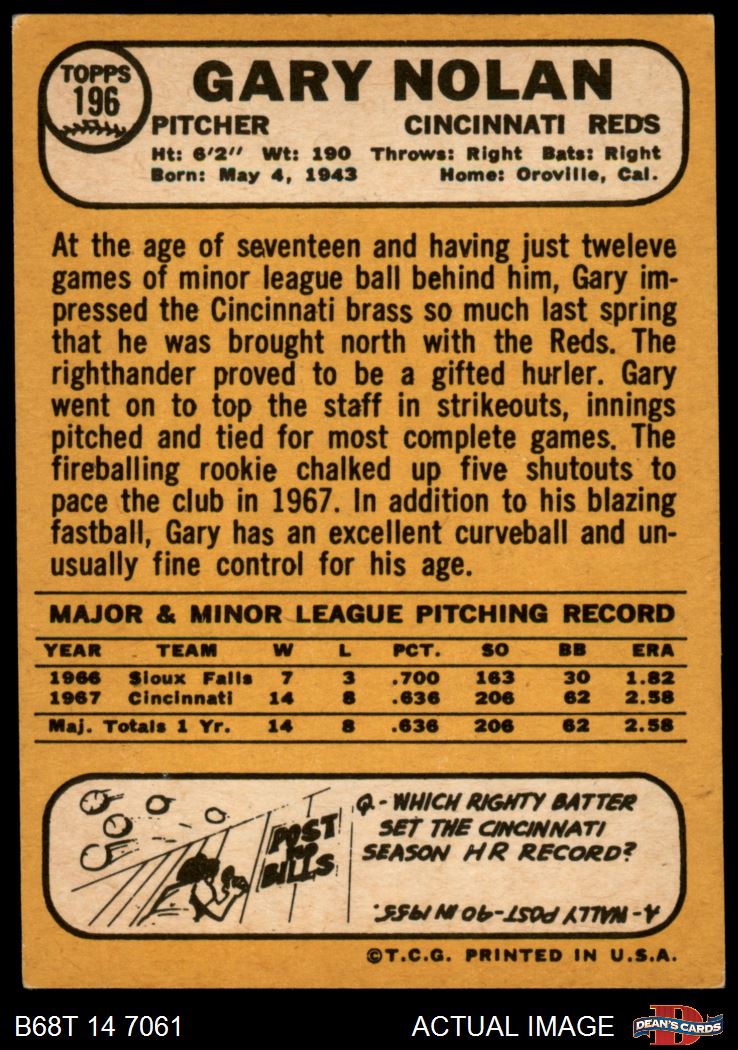 TOPPS
196
GARY NOLAN
PITCHER CINCINNATI REDS
Ht: 6'2" Wt: 190 Throws: Right Bats: Right
Born: May 4, 1943 Home: Oroville, Cal.
At the age of seventeen and having just tweleve
games of minor league ball behind him, Gary im-
pressed the Cincinnati brass so much last spring
that he was brought north with the Reds. The
righthander proved to be a gifted hurler. Gary
went on to top the staff in strikeouts, innings
pitched and tied for most complete games. The
fireballing rookie chalked up five shutouts to
pace the club in 1967. In addition to his blazing
fastball, Gary has an excellent curveball and un-
usually fine control for his age.
MAJOR & MINOR LEAGUE PITCHING RECORD
YEAR TEAM W L PCT. SO BB ERA
1966 Sioux Falls 7 3 .700 163 30 1.82
1967 Cincinnati 14 8 .636 206 62 2.58
Maj. Totals 1 Yr. 14 8 .636 206 62 2.58
POST
NO
BILLS
Q-WHICH RIGHTY BATTER
SET THE CINCINNATI
SEASON HR RECORD?
A-WALLY POST-40 IN 1955.
©T.C.G. PRINTED IN U.S.A.
B68T 14 7061 ACTUAL IMAGE
DEAN'S CARDS